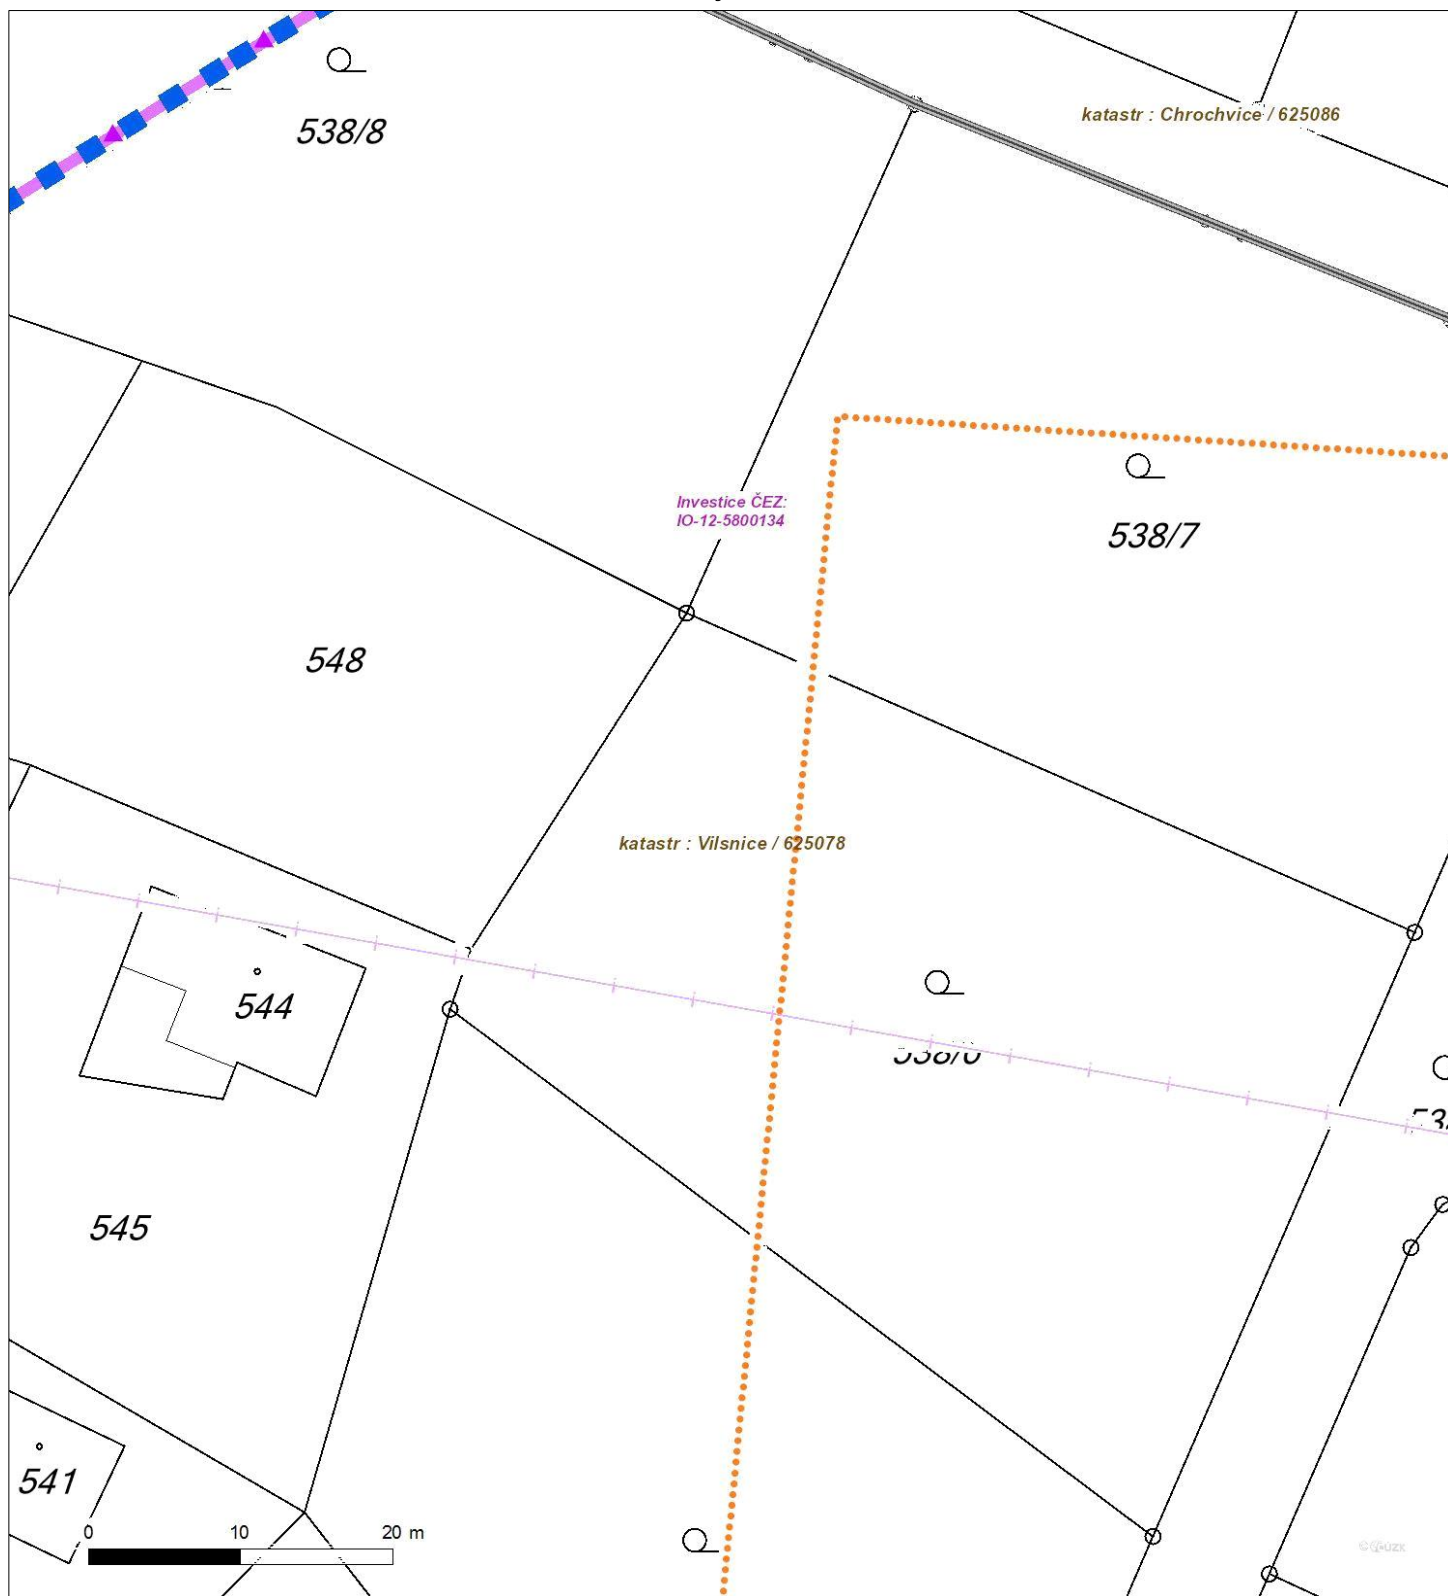 538/8
katastr : Chrochvice / 625086
Investice ČEZ:
IO-12-5800134
538/7
548
katastr : Vilsnice / 625078
544
545
541
0 10 20 m